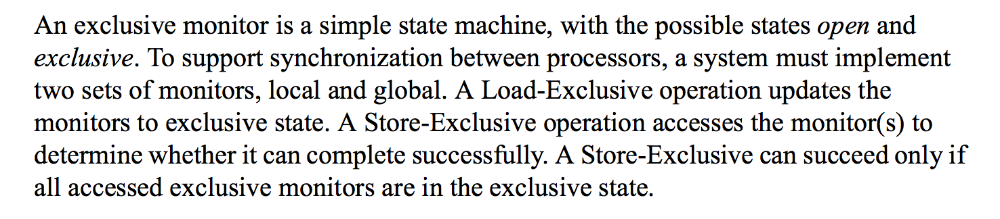 An exclusive monitor is a simple state machine, with the possible states open and
exclusive. To support synchronization between processors, a system must implement
two sets of monitors, local and global. A Load-Exclusive operation updates the
monitors to exclusive state. A Store-Exclusive operation accesses the monitor(s) to
determine whether it can complete successfully. A Store-Exclusive can succeed only if
all accessed exclusive monitors are in the exclusive state.